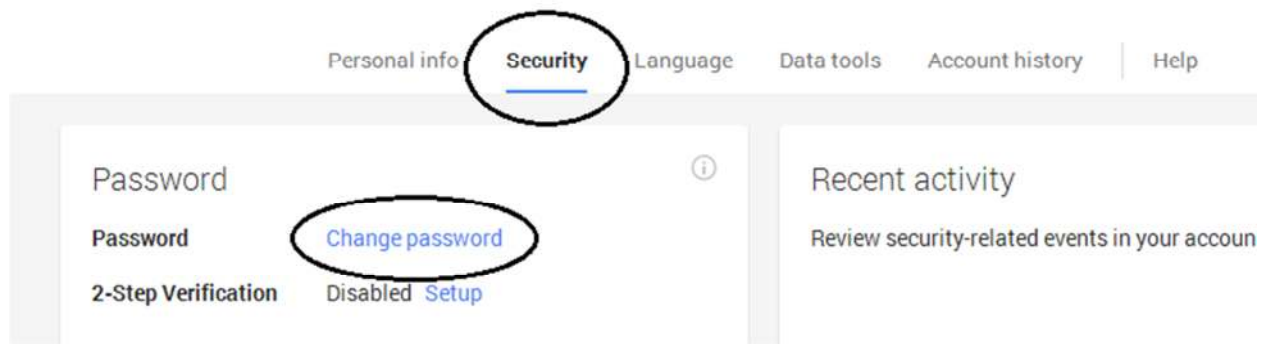 Personal info Security Language Data tools Account history Help
Password
Password Change password
2-Step Verification Disabled Setup
Recent activity
Review security-related events in your accoun